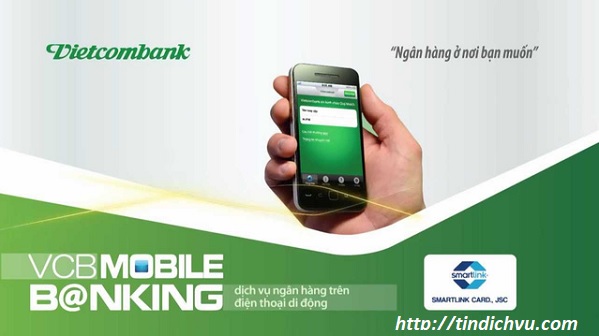 Vietcombank
"Ngân hàng ở nơi bạn muốn"
VCB MOBILE
B@NKING
dịch vụ ngân hàng trên
điện thoại di động
smartlink
SMARTLINK CARD., JSC
http://tindichvu.com